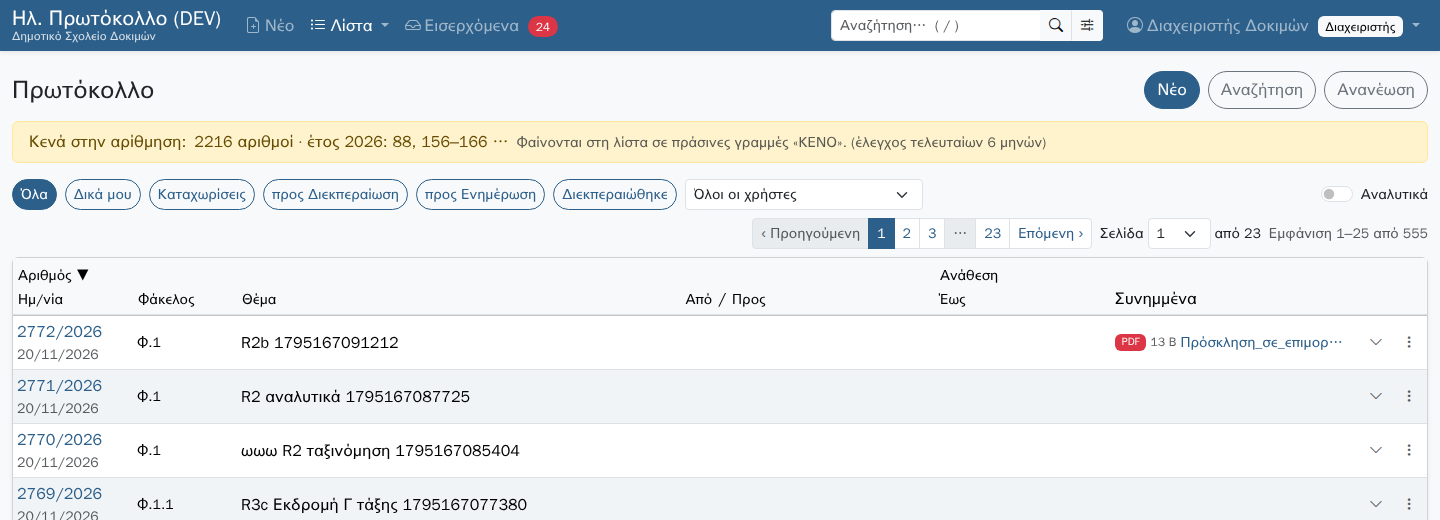 Ηλ. Πρωτόκολλο (DEV)
Δημοτικό Σχολείο Δοκιμών
Νέο Λίστα Εισερχόμενα 24 Αναζήτηση… ( / ) Διαχειριστής Δοκιμών Διαχειριστής
Πρωτόκολλο Νέο Αναζήτηση Ανανέωση
Κενά στην αρίθμηση: 2216 αριθμοί · έτος 2026: 88, 156–166 … Φαίνονται στη λίστα σε πράσινες γραμμές «ΚΕΝΟ». (έλεγχος τελευταίων 6 μηνών)
Όλα Δικά μου Καταχωρίσεις προς Διεκπεραίωση προς Ενημέρωση Διεκπεραιώθηκε Όλοι οι χρήστες Αναλυτικά
‹ Προηγούμενη 1 2 3 … 23 Επόμενη › Σελίδα 1 από 23 Εμφάνιση 1–25 από 555
Αριθμός ▼ Ανάθεση
Ημ/νία Φάκελος Θέμα Από / Προς Έως Συνημμένα
2772/2026
20/11/2026 Φ.1 R2b 1795167091212 PDF 13 B Πρόσκληση_σε_επιμορ…
2771/2026
20/11/2026 Φ.1 R2 αναλυτικά 1795167087725
2770/2026
20/11/2026 Φ.1 ωωω R2 ταξινόμηση 1795167085404
2769/2026
20/11/2026 Φ.1.1 R3c Εκδρομή Γ τάξης 1795167077380